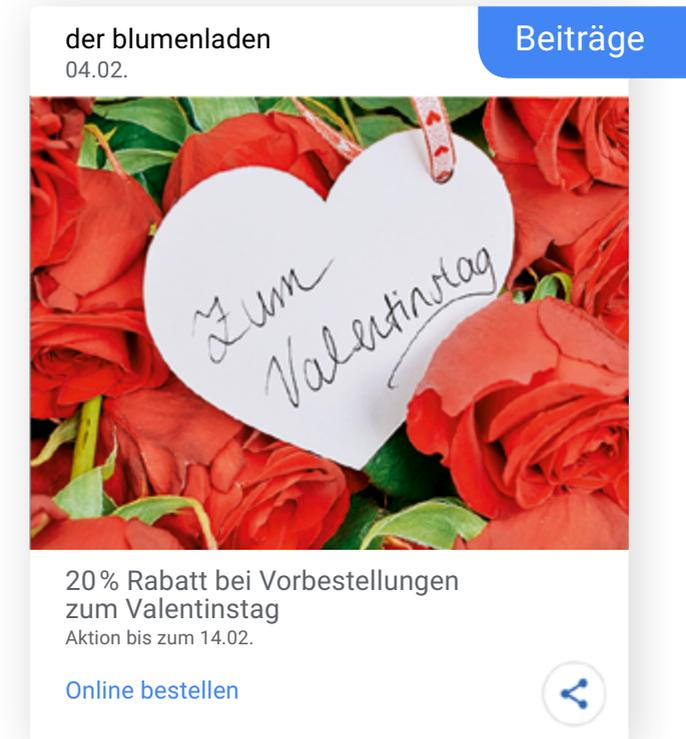 der blumenladen
04.02.
Beiträge
Zum
Valentinstag
20 % Rabatt bei Vorbestellungen
zum Valentinstag
Aktion bis zum 14.02.
Online bestellen